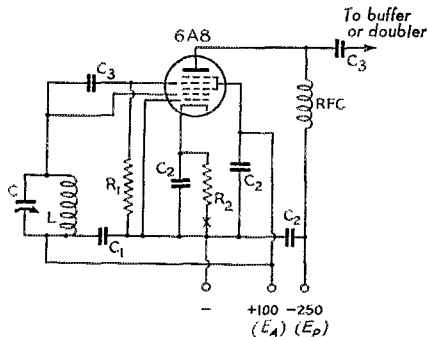 To buffer
or doubler
6A8
C3
C3
RFC
C2
C2
R1
R2
C
L
C2
C1
-
+100 -250
(EA) (EP)